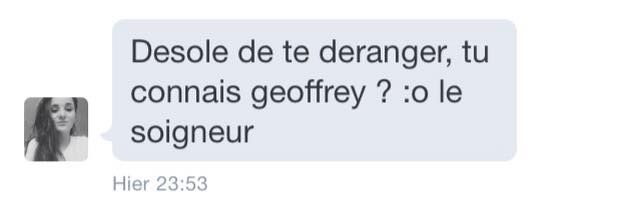 Desole de te deranger, tu
connais geoffrey ? :o le
soigneur
Hier 23:53